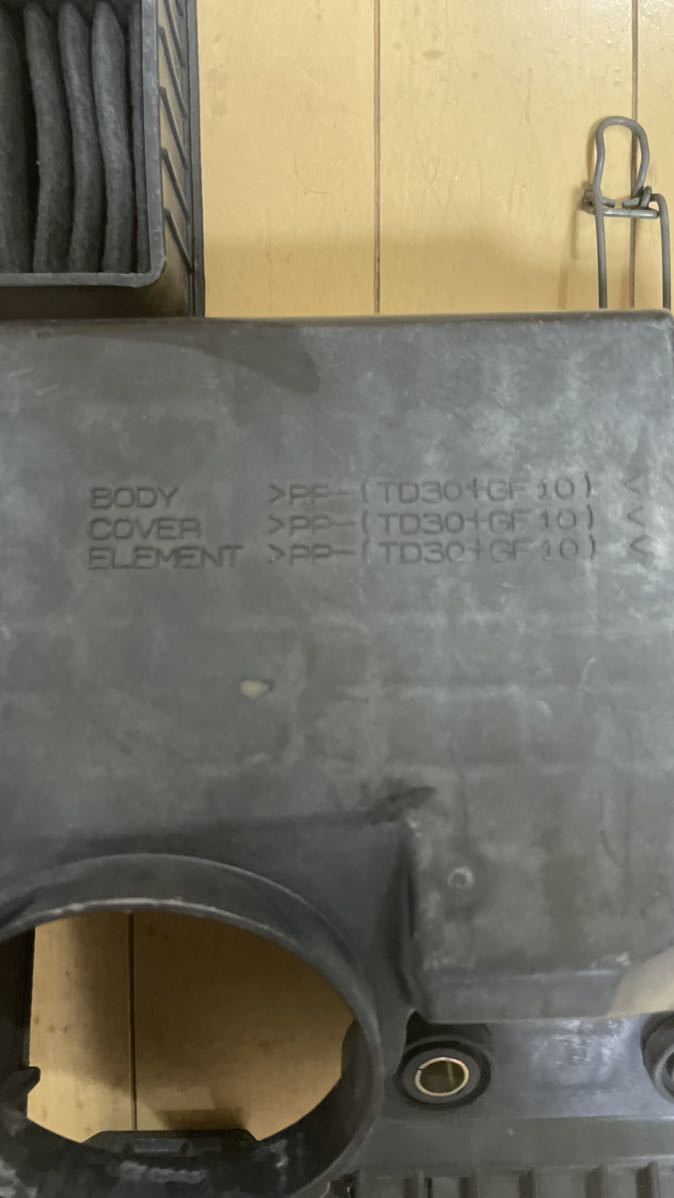 BODY >PP-(TD30+GF10) <
COVER >PP-(TD30+GF10) <
ELEMENT >PP-(TD30+GF10) <